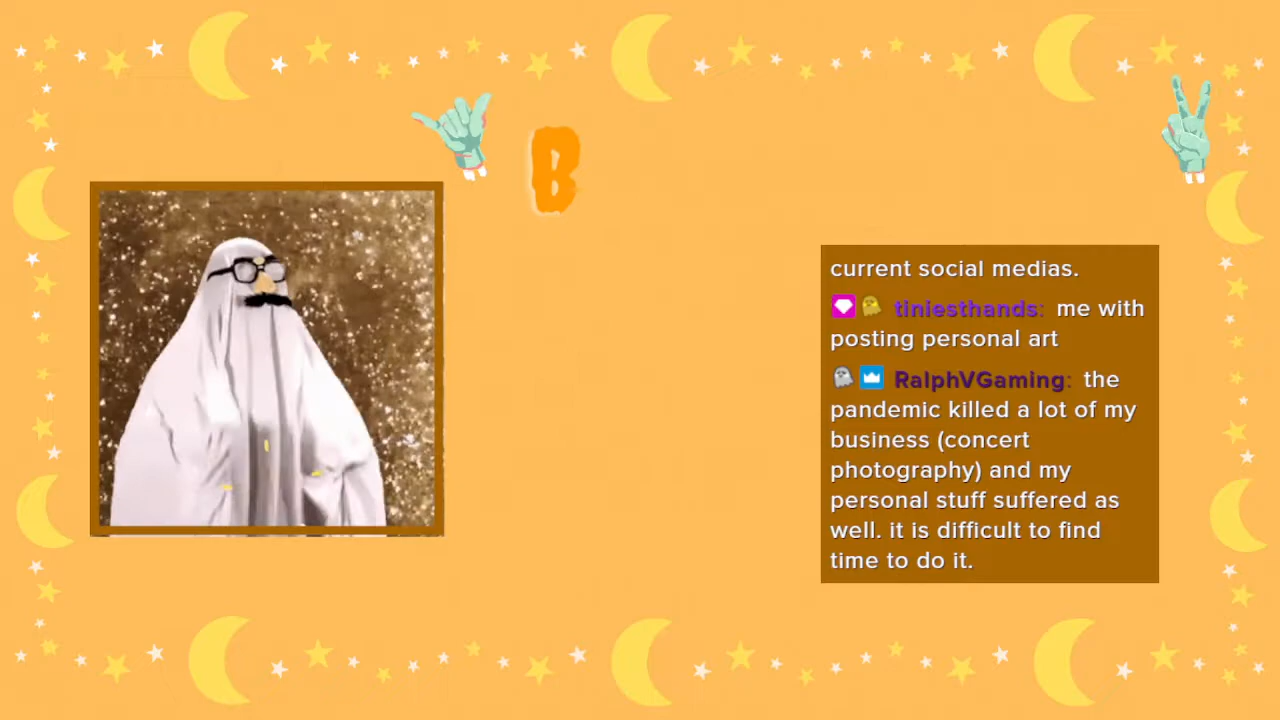 B
current social medias.
tiniesthands: me with
posting personal art
RalphVGaming: the
pandemic killed a lot of my
business (concert
photography) and my
personal stuff suffered as
well. it is difficult to find
time to do it.